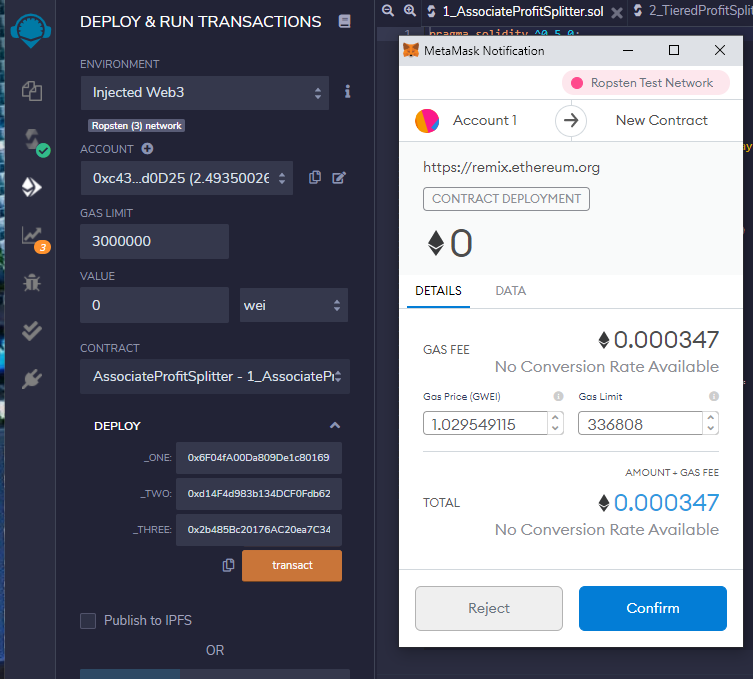 DEPLOY & RUN TRANSACTIONS
ENVIRONMENT
Injected Web3
Ropsten (3) network
ACCOUNT
0xc43...d0D25 (2.49350026
GAS LIMIT
3000000
VALUE
0
wei
CONTRACT
AssociateProfitSplitter - 1_AssociatePr
DEPLOY
_ONE:
0x6F04fA00Da809De1c80169
_TWO:
0xd14F4d983b134DCF0Fdb62
_THREE:
0x2b485Bc20176AC20ea7C34
transact
Publish to IPFS
OR
3
1_AssociateProfitSplitter.sol
2_TieredProfitSpli
1
pragma solidity ^0.5.0;
MetaMask Notification
Ropsten Test Network
Account 1
New Contract
https://remix.ethereum.org
CONTRACT DEPLOYMENT
0
DETAILS
DATA
GAS FEE
0.000347
No Conversion Rate Available
Gas Price (GWEI)
Gas Limit
1.029549115
336808
AMOUNT + GAS FEE
TOTAL
0.000347
No Conversion Rate Available
Reject
Confirm